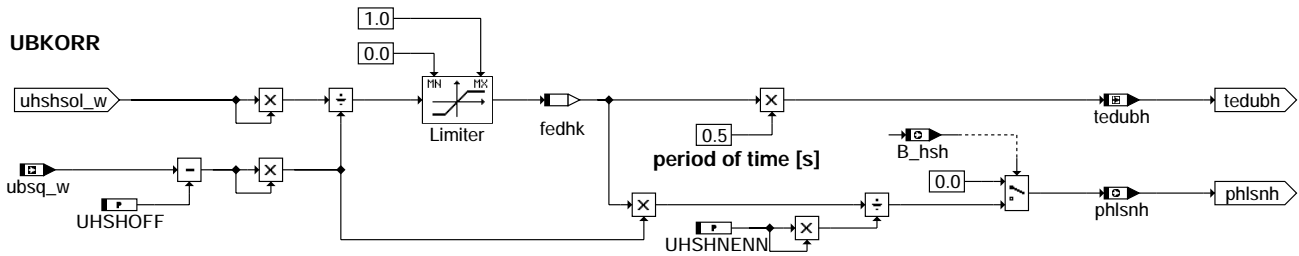 1.0
UBKORR
0.0
MN MX
uhshsol_w
Limiter
fedhk
tedubh
tedubh
0.5
B_hsh
period of time [s]
ubsq_w
0.0
UHSHOFF
phlsnh
phlsnh
UHSHNENN
P
P